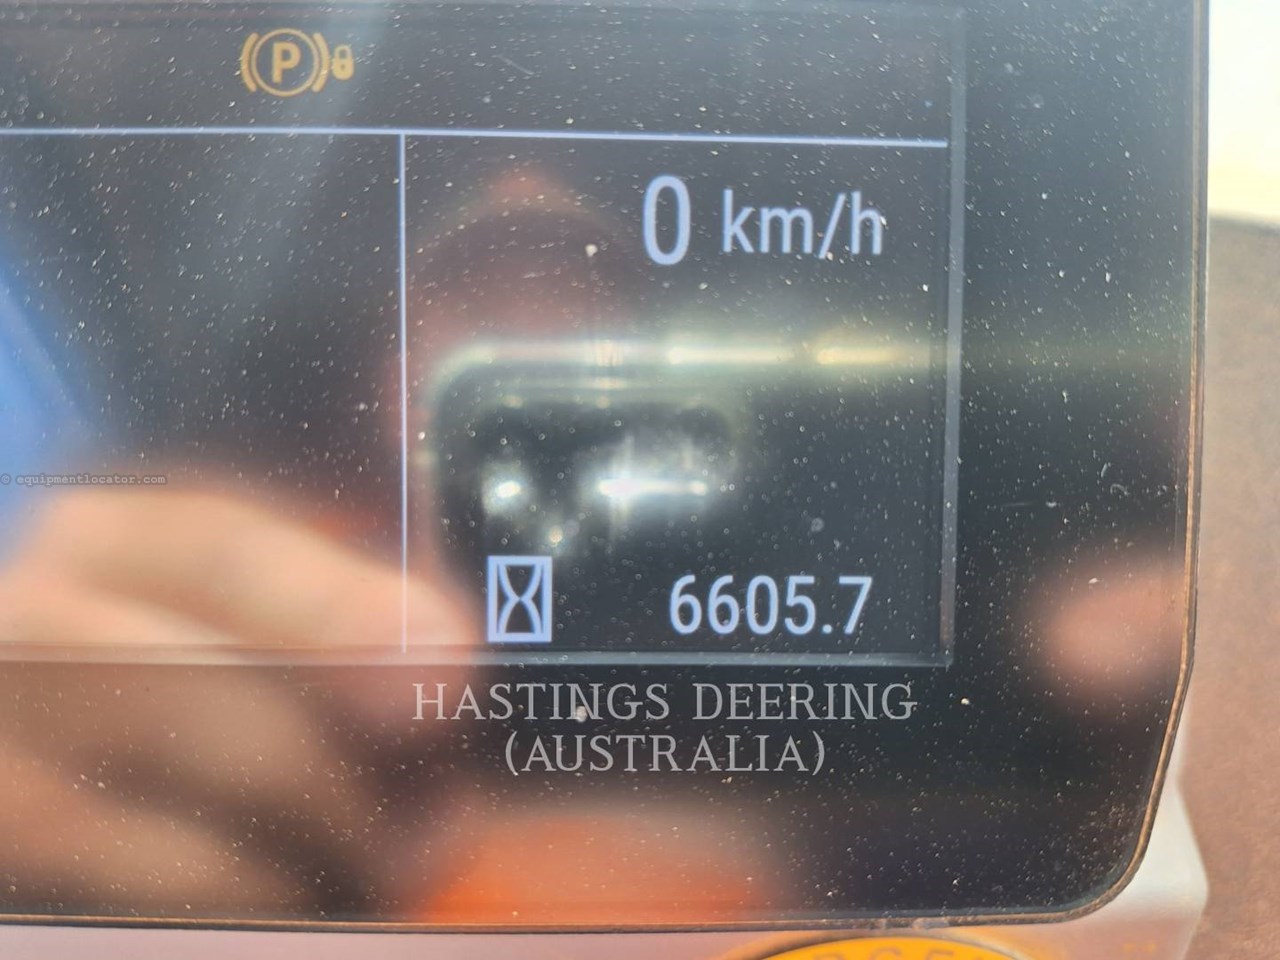 P
0 km/h
© equipmentlocator.com
6605.7
HASTINGS DEERING
(AUSTRALIA)